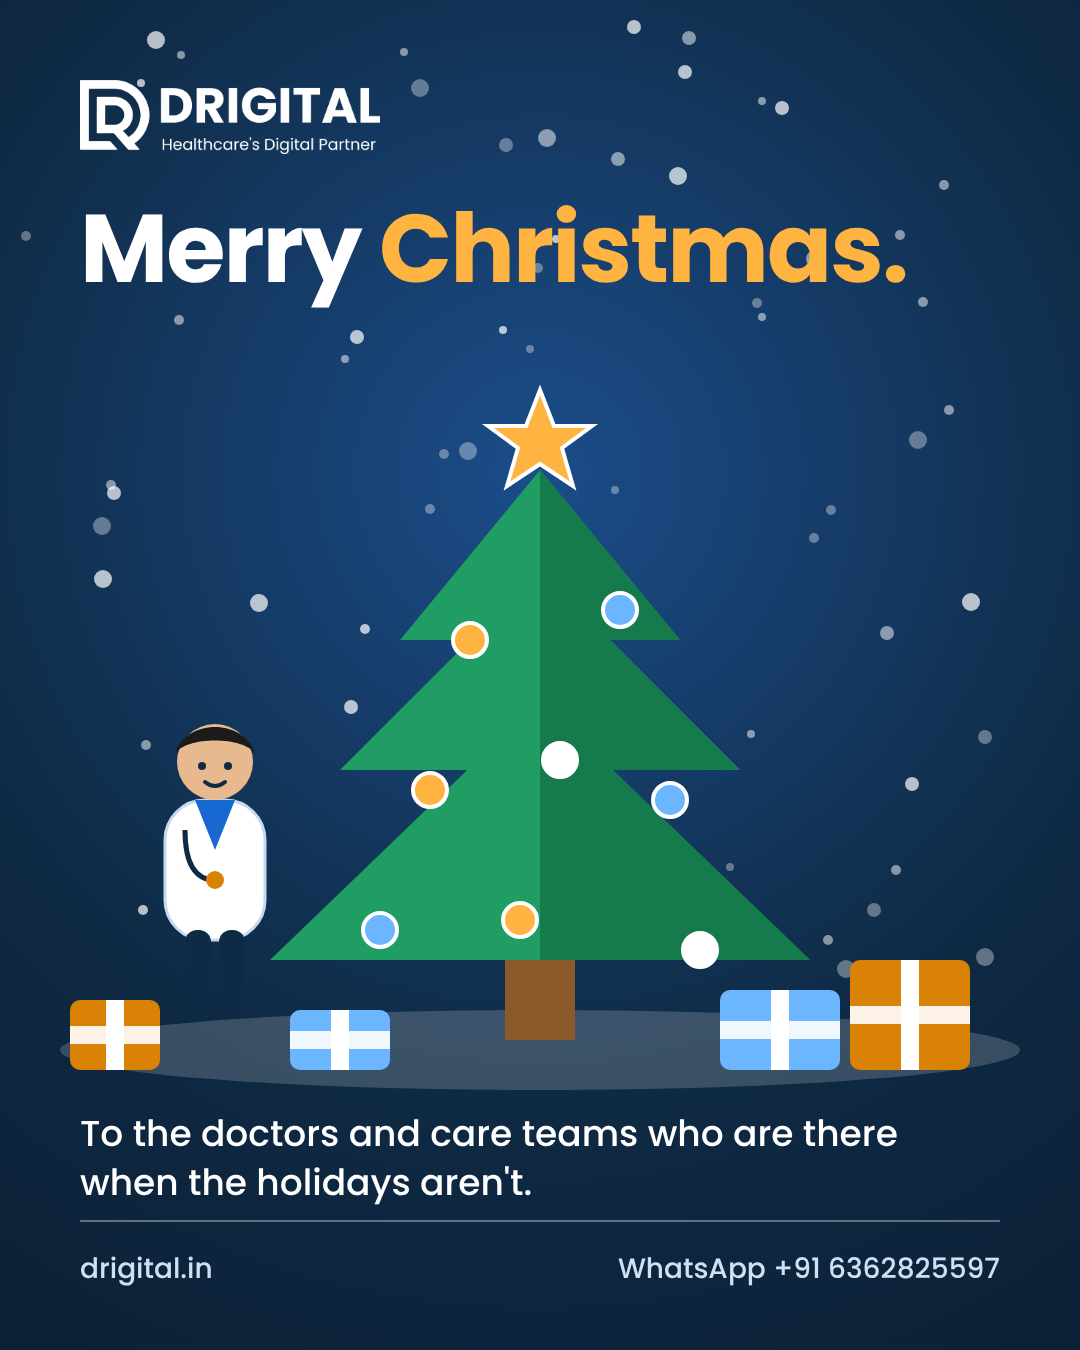 DRIGITAL
Healthcare's Digital Partner
Merry Christmas.
To the doctors and care teams who are there
when the holidays aren't.
drigital.in
WhatsApp +91 6362825597